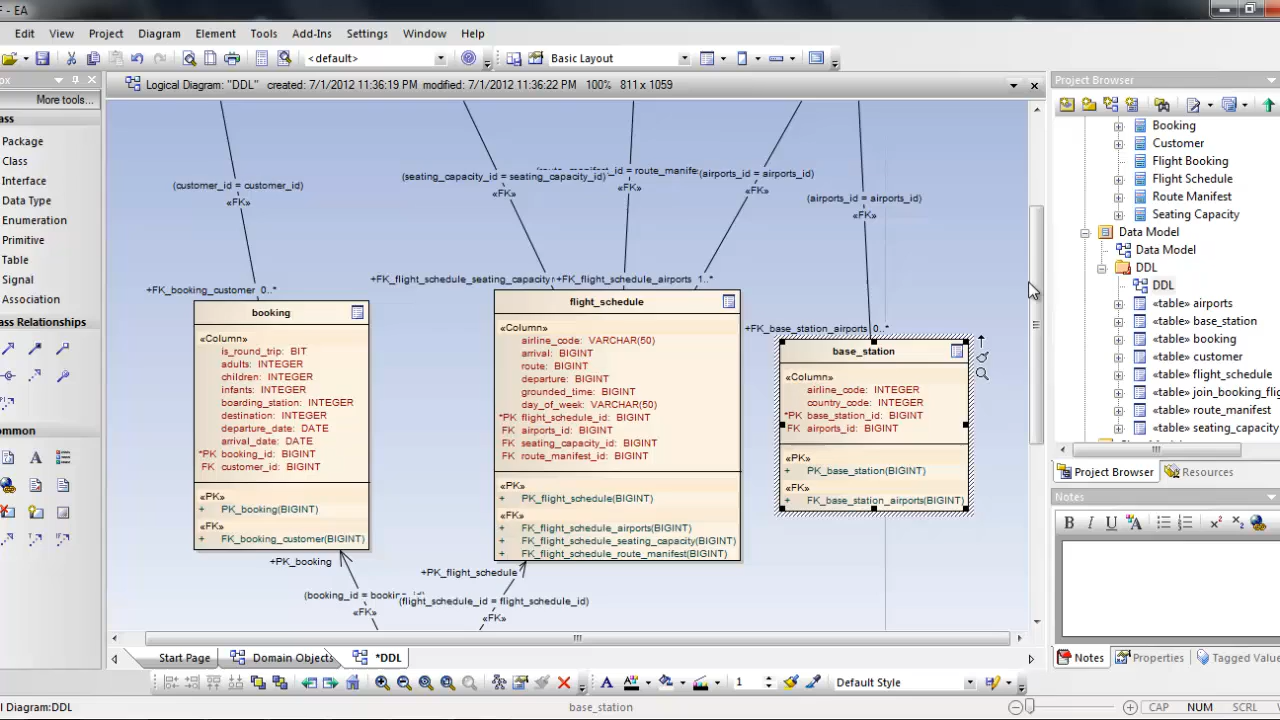 F - EA
Edit View Project Diagram Element Tools Add-Ins Settings Window Help
<default>
Basic Layout
Logical Diagram: "DDL" created: 7/1/2012 11:36:19 PM modified: 7/1/2012 11:36:22 PM 100% 811 x 1059
Project Browser
More tools...
Package
Class
Interface
Data Type
Enumeration
Primitive
Table
Signal
Association
Class Relationships
(customer_id = customer_id)
«FK»
+FK_booking_customer 0..*
(seating_capacity_id = seating_capacity_id)
«FK»
«FK»
(airports_id = airports_id)
«FK»
(airports_id = airports_id)
«FK»
+FK_flight_schedule_seating_capacity
+FK_flight_schedule_airports 1..*
+FK_base_station_airports 0..*
booking
«Column»
is_round_trip: BIT
adults: INTEGER
children: INTEGER
infants: INTEGER
boarding_station: INTEGER
destination: INTEGER
departure_date: DATE
arrival_date: DATE
*PK booking_id: BIGINT
FK customer_id: BIGINT
«PK»
+ PK_booking(BIGINT)
«FK»
+ FK_booking_customer(BIGINT)
flight_schedule
«Column»
airline_code: VARCHAR(50)
arrival: BIGINT
route: BIGINT
departure: BIGINT
grounded_time: BIGINT
day_of_week: VARCHAR(50)
*PK flight_schedule_id: BIGINT
FK airports_id: BIGINT
FK seating_capacity_id: BIGINT
FK route_manifest_id: BIGINT
«PK»
+ PK_flight_schedule(BIGINT)
«FK»
+ FK_flight_schedule_airports(BIGINT)
+ FK_flight_schedule_seating_capacity(BIGINT)
+ FK_flight_schedule_route_manifest(BIGINT)
base_station
«Column»
airline_code: INTEGER
country_code: INTEGER
*PK base_station_id: BIGINT
FK airports_id: BIGINT
«PK»
+ PK_base_station(BIGINT)
«FK»
+ FK_base_station_airports(BIGINT)
+PK_booking
+PK_flight_schedule
(flight_schedule_id = flight_schedule_id)
«FK»
«FK»
Booking
Customer
Flight Booking
Flight Schedule
Route Manifest
Seating Capacity
Data Model
Data Model
DDL
DDL
«table» airports
«table» base_station
«table» booking
«table» customer
«table» flight_schedule
«table» join_booking_flig
«table» route_manifest
«table» seating_capacity
Project Browser Resources
Notes
B I U A
Notes Properties Tagged Value
Start Page Domain Objects *DDL
1 Default Style
l Diagram:DDL base_station CAP NUM SCRL